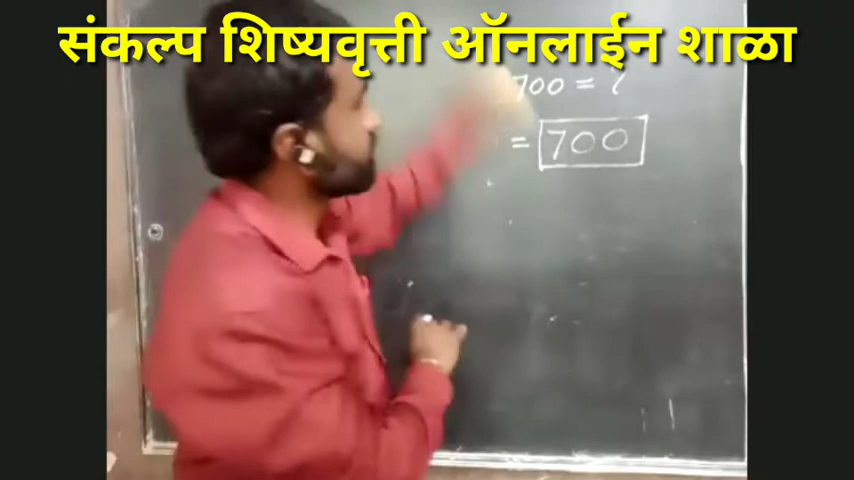 संकल्प शिष्यवृत्ती ऑनलाईन शाळा
700 = ?
= 700